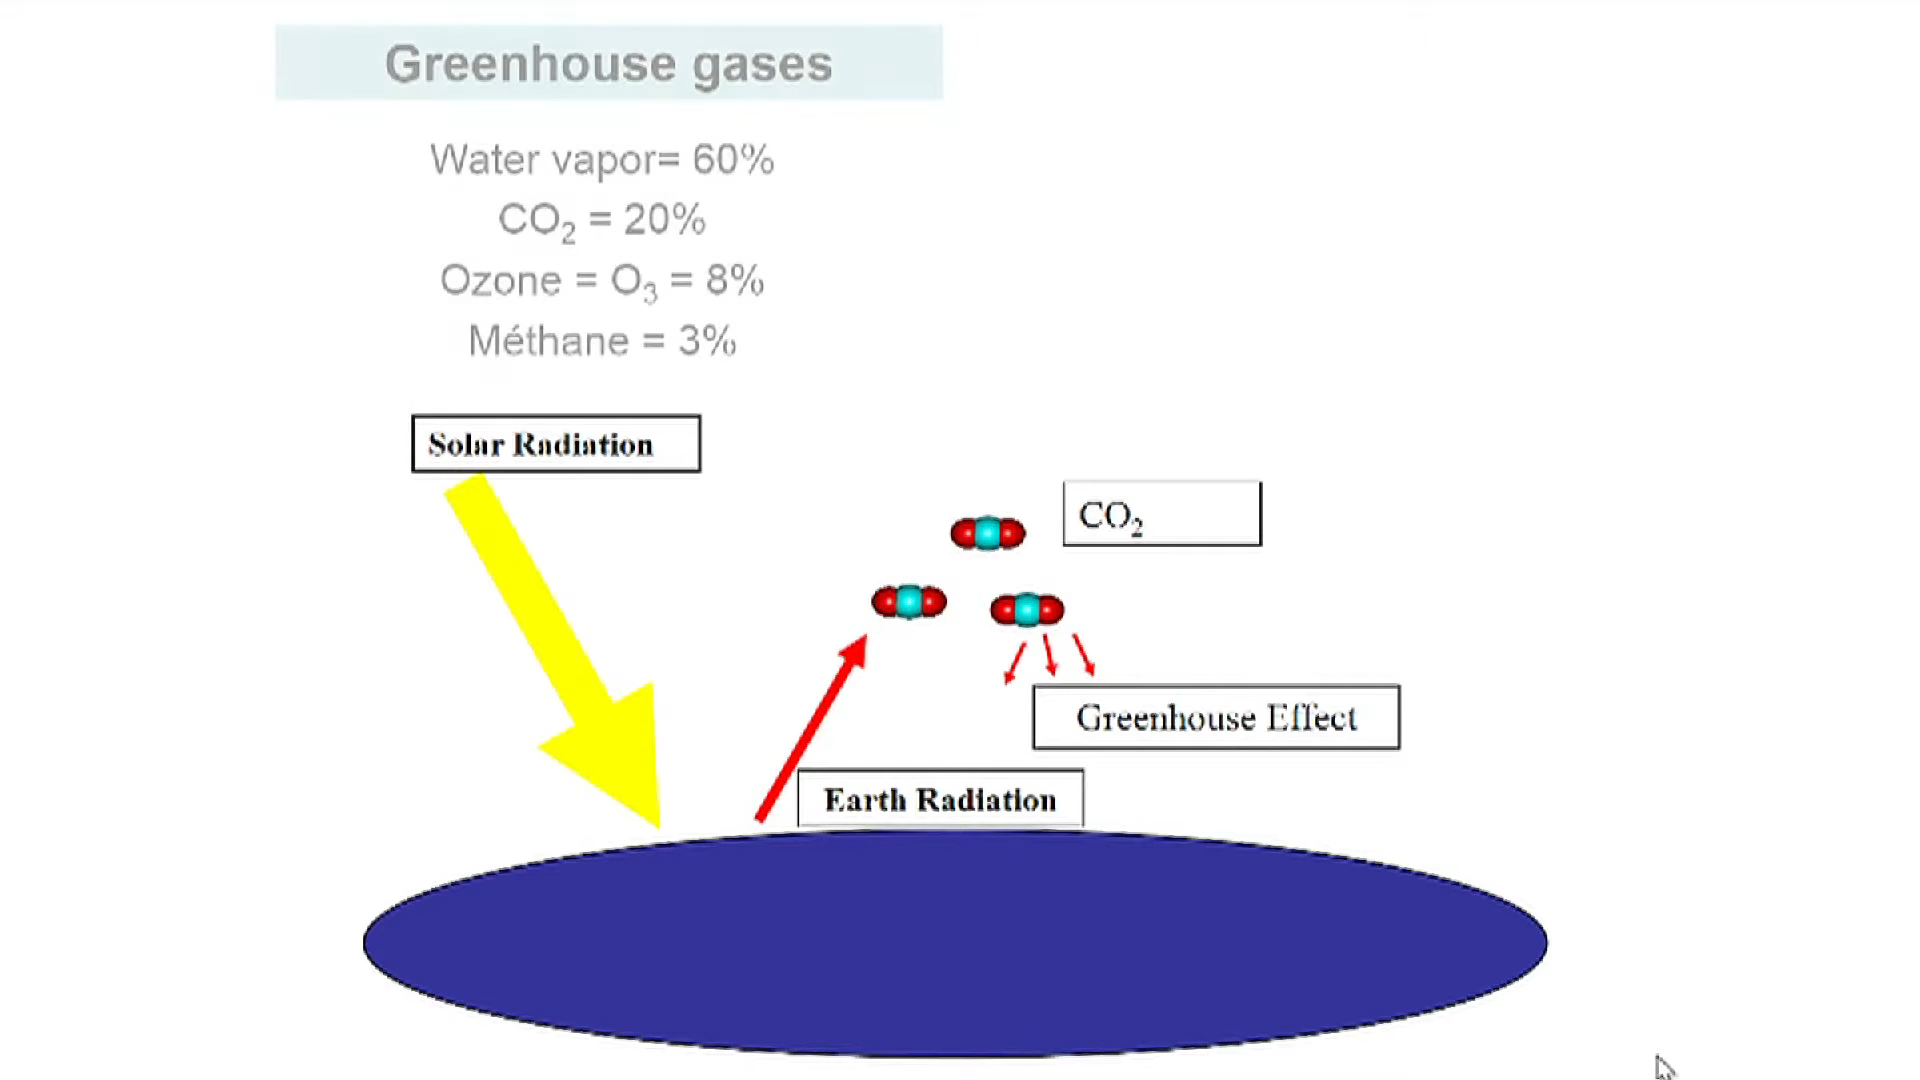 Greenhouse gases
Water vapor= 60%
CO₂ = 20%
Ozone = O₃ = 8%
Méthane = 3%
Solar Radiation
CO₂
Greenhouse Effect
Earth Radiation